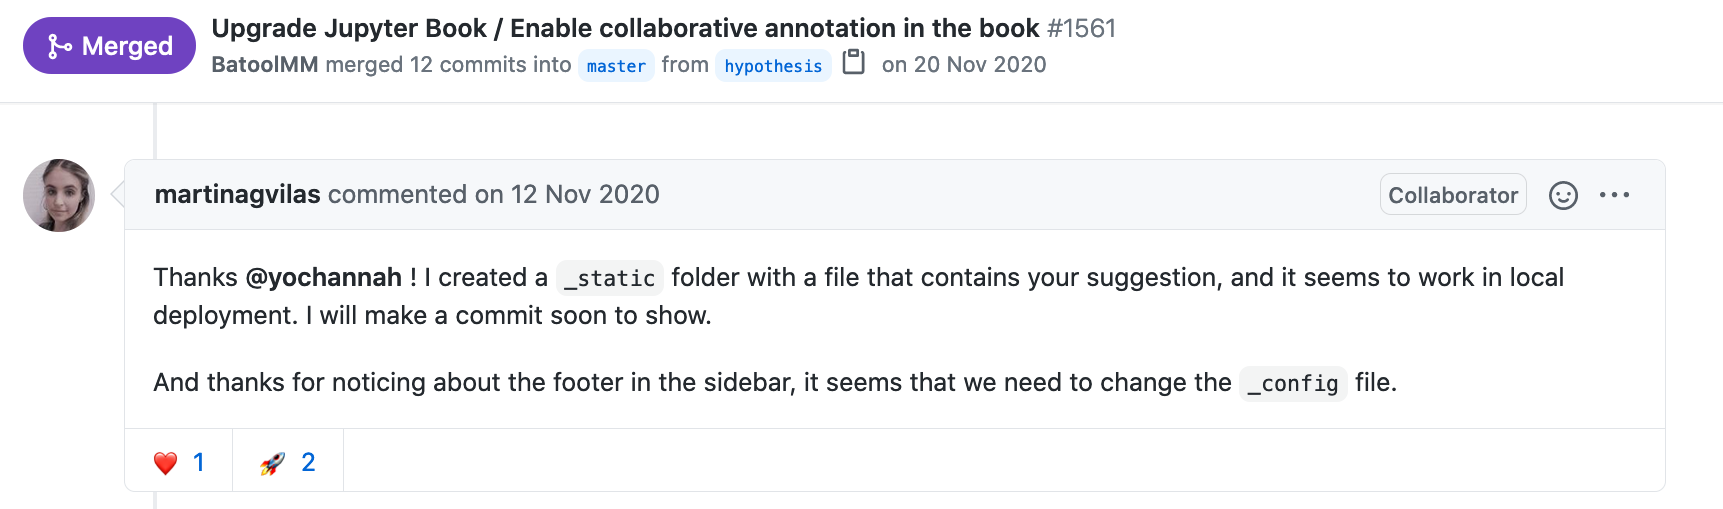 Merged
Upgrade Jupyter Book / Enable collaborative annotation in the book #1561
BatoolMM merged 12 commits into master from hypothesis on 20 Nov 2020
martinagvilas commented on 12 Nov 2020
Collaborator
Thanks @yochannah ! I created a _static folder with a file that contains your suggestion, and it seems to work in local
deployment. I will make a commit soon to show.
And thanks for noticing about the footer in the sidebar, it seems that we need to change the _config file.
❤️ 1 🚀 2